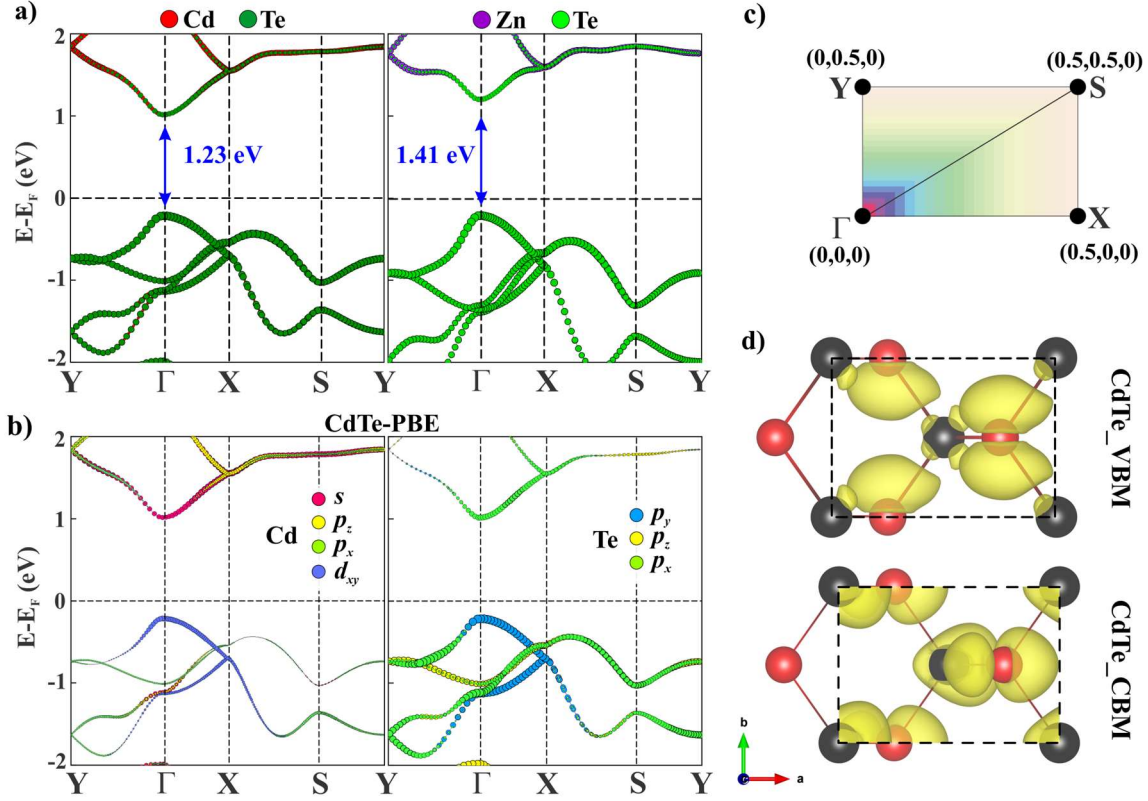 a)
Cd Te
Zn Te
E-E_F (eV)
2
1
0
-1
-2
1.23 eV
1.41 eV
Y Γ X S Y
Γ X S Y
b)
CdTe-PBE
E-E_F (eV)
2
1
0
-1
-2
Cd
s
p_z
p_x
d_xy
Te
p_y
p_z
p_x
Y Γ X S Y
Γ X S Y
c)
(0,0.5,0) (0.5,0.5,0)
Y S
Γ X
(0,0,0) (0.5,0,0)
d)
CdTe_VBM
CdTe_CBM
b
a